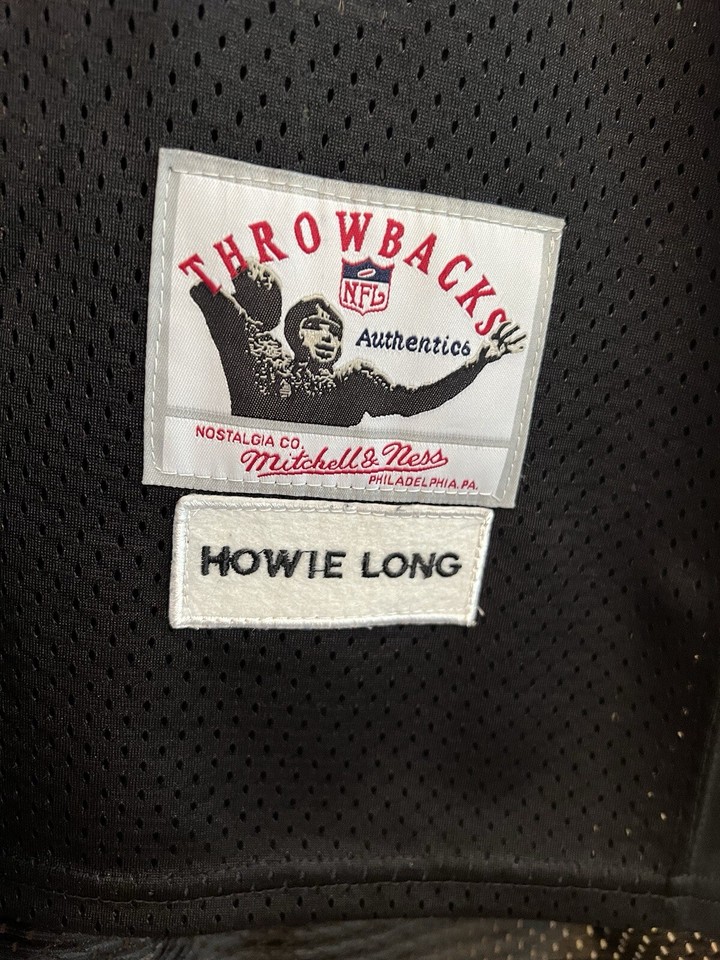 THROWBACKS
NFL
Authentics
NOSTALGIA CO.
Mitchell & Ness
PHILADELPHIA, PA.
HOWIE LONG